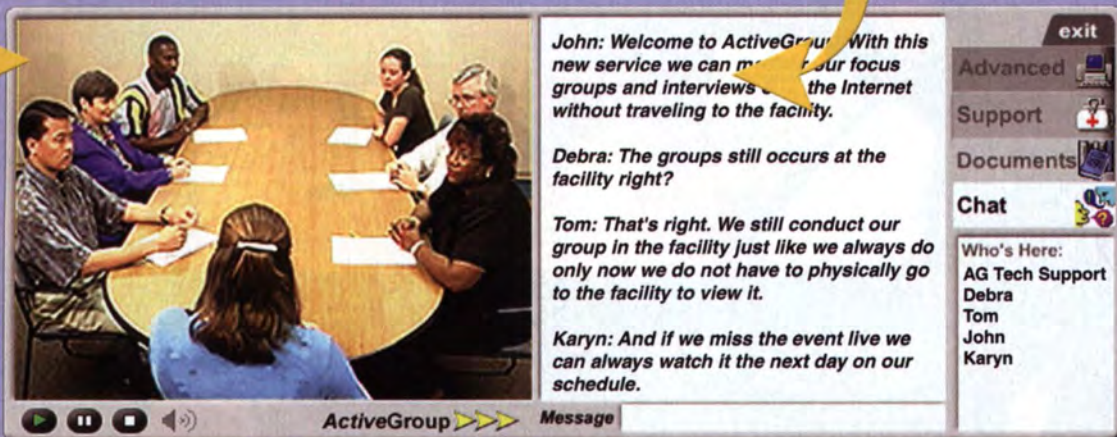 John: Welcome to ActiveGroup. With this
new service we can our focus
groups and interviews the Internet
without traveling to the facility.
Debra: The groups still occurs at the
facility right?
Tom: That's right. We still conduct our
group in the facility just like we always do
only now we do not have to physically go
to the facility to view it.
Karyn: And if we miss the event live we
can always watch it the next day on our
schedule.
ActiveGroup
Message
exit
Advanced
Support
Documents
Chat
Who's Here:
AG Tech Support
Debra
Tom
John
Karyn